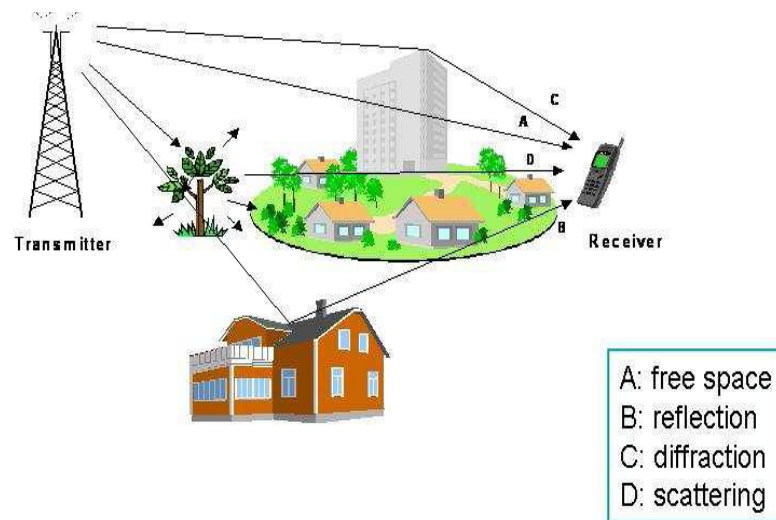 C
A
D
B
Transmitter
Receiver
A: free space
B: reflection
C: diffraction
D: scattering